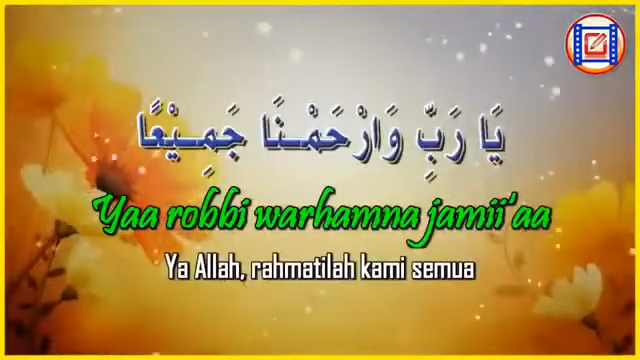 يَا رَبِّ وَارْحَمْنَا جَمِيْعًا
Yaa robbi warhamna jamii'aa
Ya Allah, rahmatilah kami semua